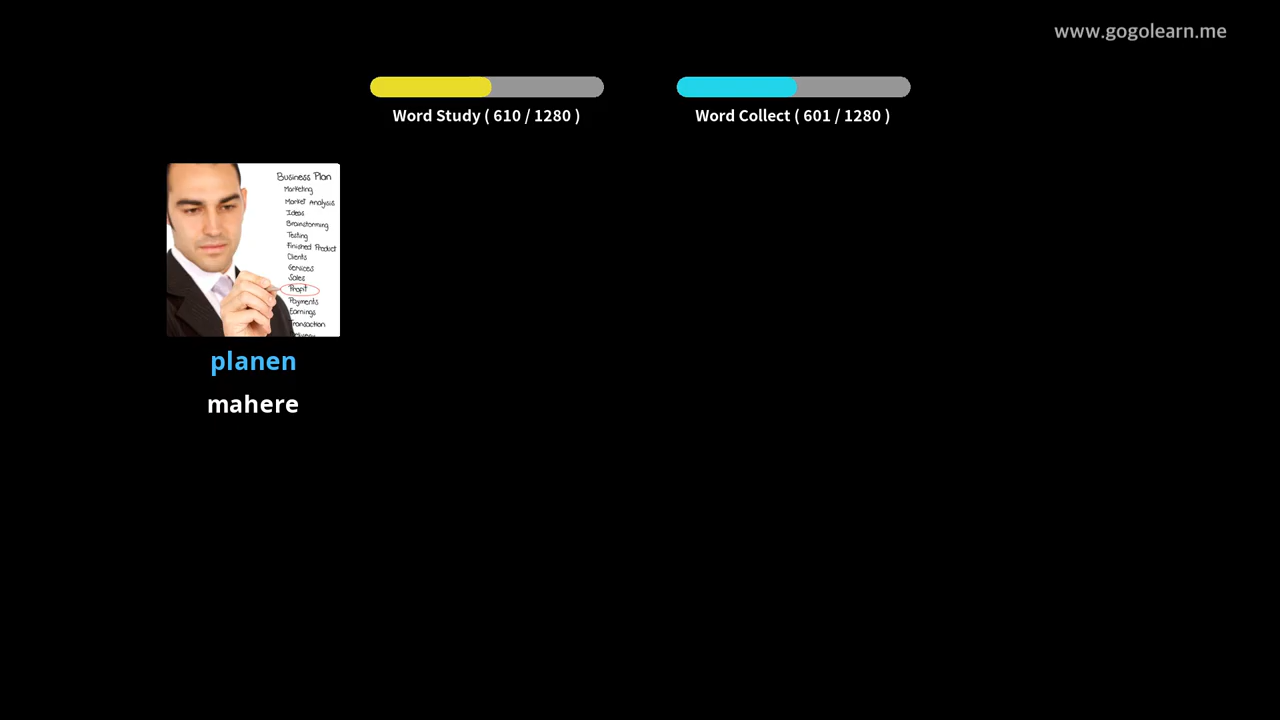 www.gogolearn.me
Word Study ( 610 / 1280 )
Word Collect ( 601 / 1280 )
Business Plan
Marketing
Market Analysis
Ideas
Brainstorming
Testing
Finished Product
Clients
Services
Sales
Profit
Payments
Earnings
Transaction
planen
mahere